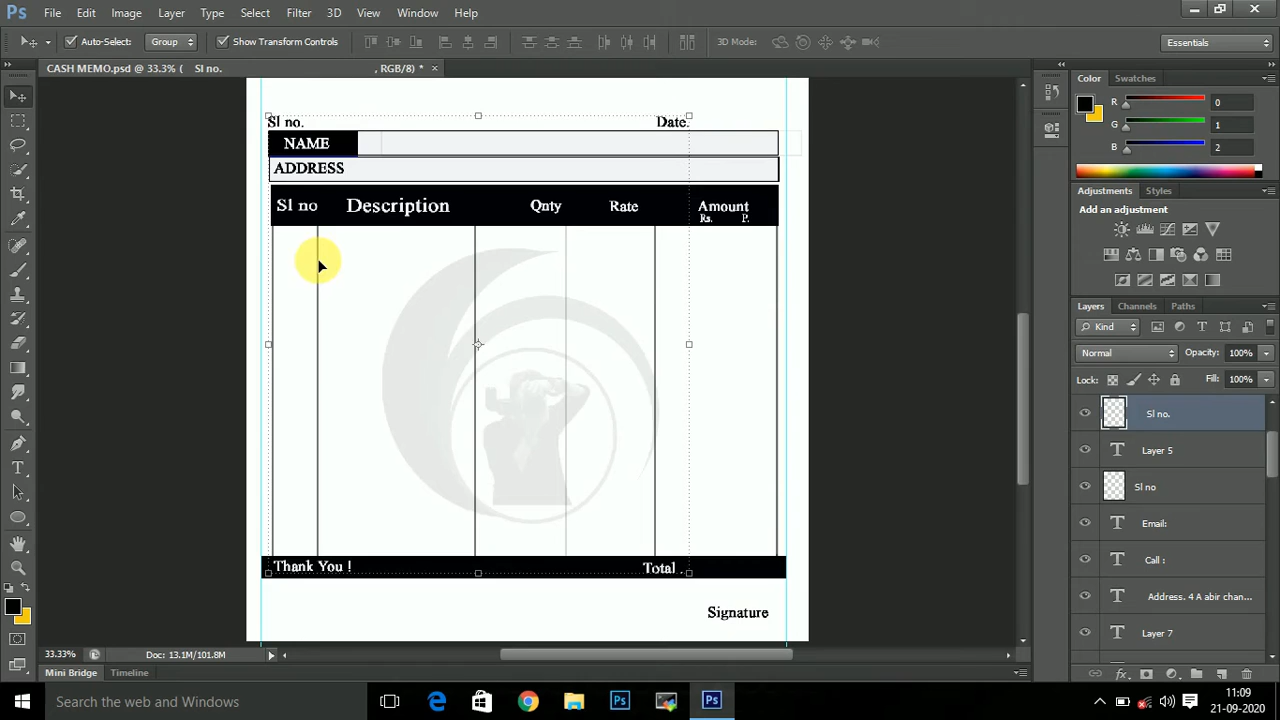 Ps File Edit Image Layer Type Select Filter 3D View Window Help
Auto-Select: Group Show Transform Controls 3D Mode: Essentials
CASH MEMO.psd @ 33.3% ( Sl no. , RGB/8) * ×
Sl no. Date.
NAME
ADDRESS
Sl no Description Qnty Rate Amount
Rs. P.
Thank You ! Total .
Signature
33.33% Doc: 13.1M/101.8M
Mini Bridge Timeline
Color Swatches
R 0
G 1
B 2
Adjustments Styles
Add an adjustment
Layers Channels Paths
Kind
Normal Opacity: 100%
Lock: Fill: 100%
Sl no.
T Layer 5
Sl no
T Email:
T Call :
T Address. 4 A abir chan...
T Layer 7
Search the web and Windows
Ps Ps
11:09
21-09-2020